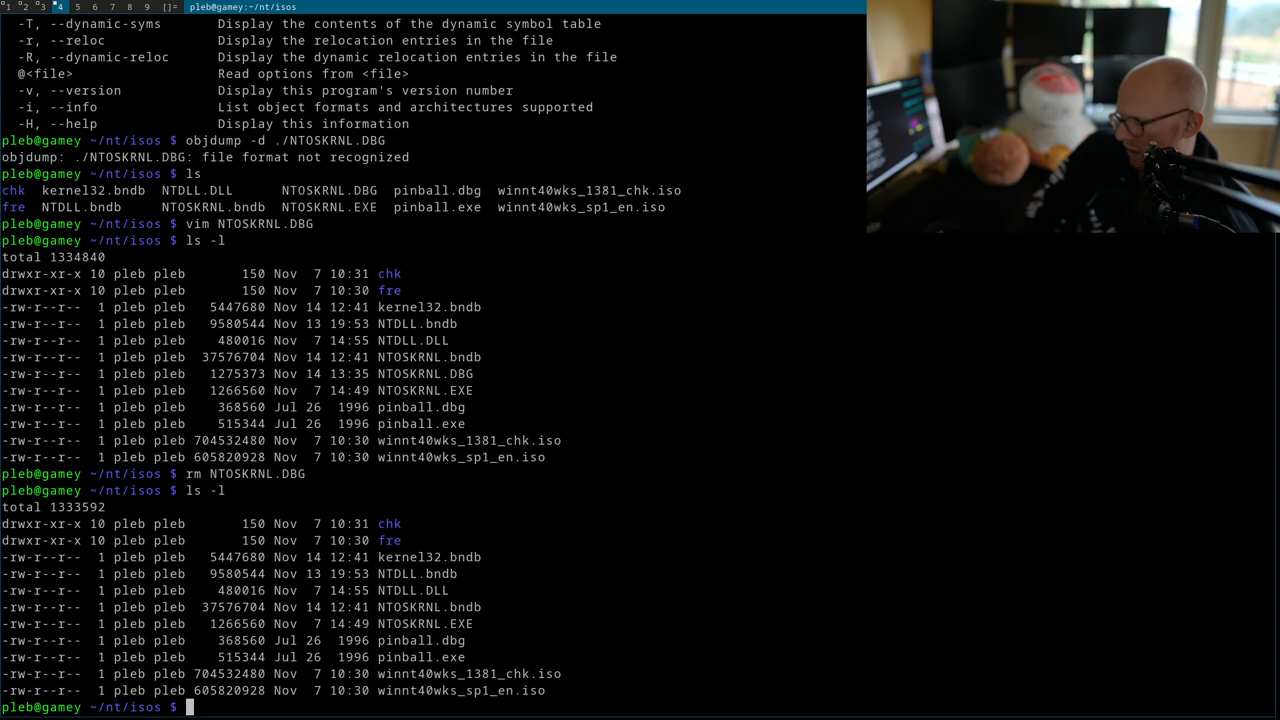 1 2 3 4 5 6 7 8 9 []= pleb@gamey:~/nt/isos
-T, --dynamic-syms Display the contents of the dynamic symbol table
-r, --reloc Display the relocation entries in the file
-R, --dynamic-reloc Display the dynamic relocation entries in the file
@<file> Read options from <file>
-v, --version Display this program's version number
-i, --info List object formats and architectures supported
-H, --help Display this information
pleb@gamey ~/nt/isos $ objdump -d ./NTOSKRNL.DBG
objdump: ./NTOSKRNL.DBG: file format not recognized
pleb@gamey ~/nt/isos $ ls
chk kernel32.bndb NTDLL.DLL NTOSKRNL.DBG pinball.dbg winnt40wks_1381_chk.iso
fre NTDLL.bndb NTOSKRNL.bndb NTOSKRNL.EXE pinball.exe winnt40wks_sp1_en.iso
pleb@gamey ~/nt/isos $ vim NTOSKRNL.DBG
pleb@gamey ~/nt/isos $ ls -l
total 1334840
drwxr-xr-x 10 pleb pleb 150 Nov 7 10:31 chk
drwxr-xr-x 10 pleb pleb 150 Nov 7 10:30 fre
-rw-r--r-- 1 pleb pleb 5447680 Nov 14 12:41 kernel32.bndb
-rw-r--r-- 1 pleb pleb 9580544 Nov 13 19:53 NTDLL.bndb
-rw-r--r-- 1 pleb pleb 480016 Nov 7 14:55 NTDLL.DLL
-rw-r--r-- 1 pleb pleb 37576704 Nov 14 12:41 NTOSKRNL.bndb
-rw-r--r-- 1 pleb pleb 1275373 Nov 14 13:35 NTOSKRNL.DBG
-rw-r--r-- 1 pleb pleb 1266560 Nov 7 14:49 NTOSKRNL.EXE
-rw-r--r-- 1 pleb pleb 368560 Jul 26 1996 pinball.dbg
-rw-r--r-- 1 pleb pleb 515344 Jul 26 1996 pinball.exe
-rw-r--r-- 1 pleb pleb 704532480 Nov 7 10:30 winnt40wks_1381_chk.iso
-rw-r--r-- 1 pleb pleb 605820928 Nov 7 10:30 winnt40wks_sp1_en.iso
pleb@gamey ~/nt/isos $ rm NTOSKRNL.DBG
pleb@gamey ~/nt/isos $ ls -l
total 1333592
drwxr-xr-x 10 pleb pleb 150 Nov 7 10:31 chk
drwxr-xr-x 10 pleb pleb 150 Nov 7 10:30 fre
-rw-r--r-- 1 pleb pleb 5447680 Nov 14 12:41 kernel32.bndb
-rw-r--r-- 1 pleb pleb 9580544 Nov 13 19:53 NTDLL.bndb
-rw-r--r-- 1 pleb pleb 480016 Nov 7 14:55 NTDLL.DLL
-rw-r--r-- 1 pleb pleb 37576704 Nov 14 12:41 NTOSKRNL.bndb
-rw-r--r-- 1 pleb pleb 1266560 Nov 7 14:49 NTOSKRNL.EXE
-rw-r--r-- 1 pleb pleb 368560 Jul 26 1996 pinball.dbg
-rw-r--r-- 1 pleb pleb 515344 Jul 26 1996 pinball.exe
-rw-r--r-- 1 pleb pleb 704532480 Nov 7 10:30 winnt40wks_1381_chk.iso
-rw-r--r-- 1 pleb pleb 605820928 Nov 7 10:30 winnt40wks_sp1_en.iso
pleb@gamey ~/nt/isos $